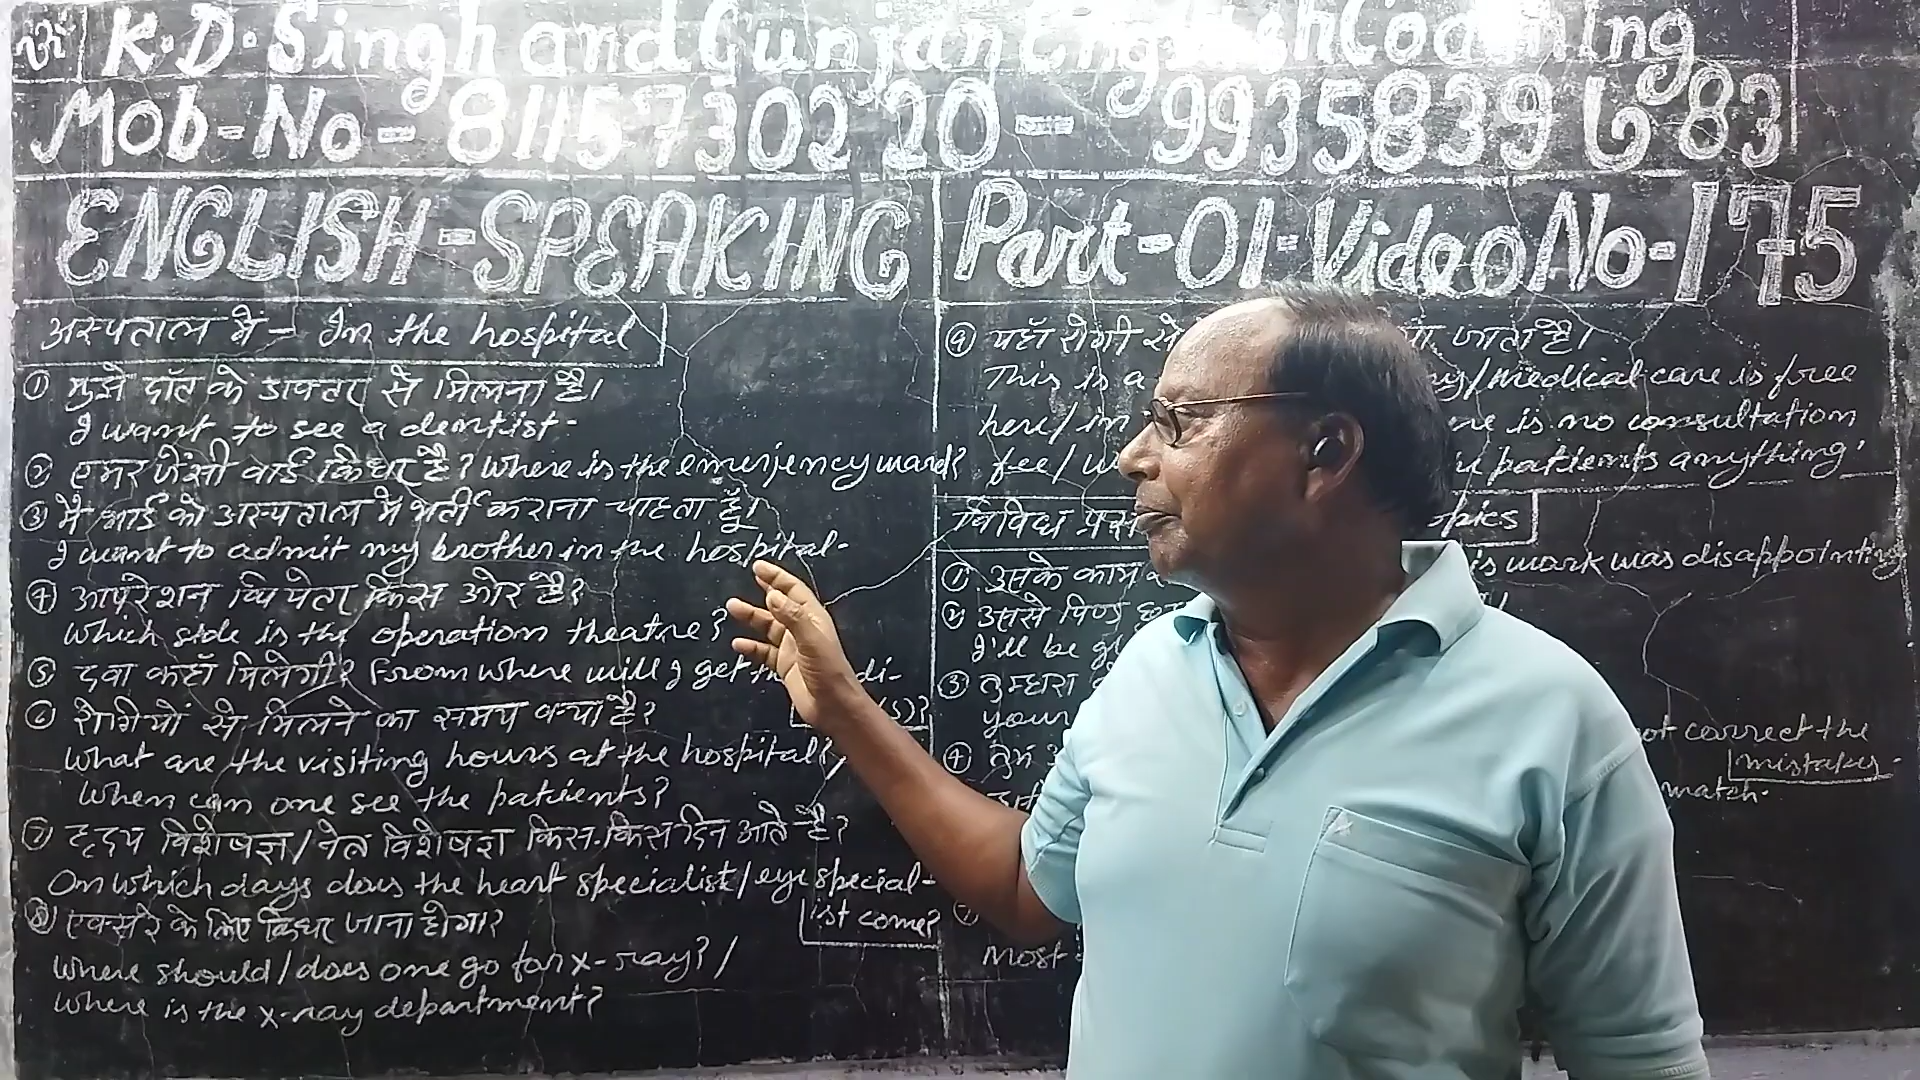 K.D. Singh and Gunjan English Coaching
Mob-No- 8115730220 - 9935839683
ENGLISH-SPEAKING
Part-01-Video No-175
अस्पताल में - In the hospital
① मुझे दाँत के डाक्टर से मिलना है।
I want to see a dentist.
② एमरजेंसी वार्ड किधर है? Where is the emerjency ward?
③ मैं भाई को अस्पताल में भर्ती कराना चाहता हूँ।
I want to admit my brother in the hospital.
④ आपरेशन थियेटर किस ओर है?
Which side is the operation theatre?
⑤ दवा कहाँ मिलेगी? From where will I get di-
(s)?
⑥ रोगियों से मिलने का समय क्या है?
What are the visiting hours at the hospital?/
When can one see the patients?
⑦ हृदय विशेषज्ञ/नेत्र विशेषज्ञ किस-किस दिन आते हैं?
On which days does the heart specialist/eye special-
ist come?
⑧ एक्सरे के लिए किधर जाना होगा?
Where should/does one go for x-ray?/
Where is the x-ray department?
⑨ यहाँ रोगी से जाता है।
This is a /medical care is free
here/in is no consultation
fee/ patients anything.
विविध
① उसके काम is work was disappointing
② उससे पिण्ड
I'll be
③ तुम्हारा
your not correct the
mistakes.
④ तुम
match.
⑦
Most